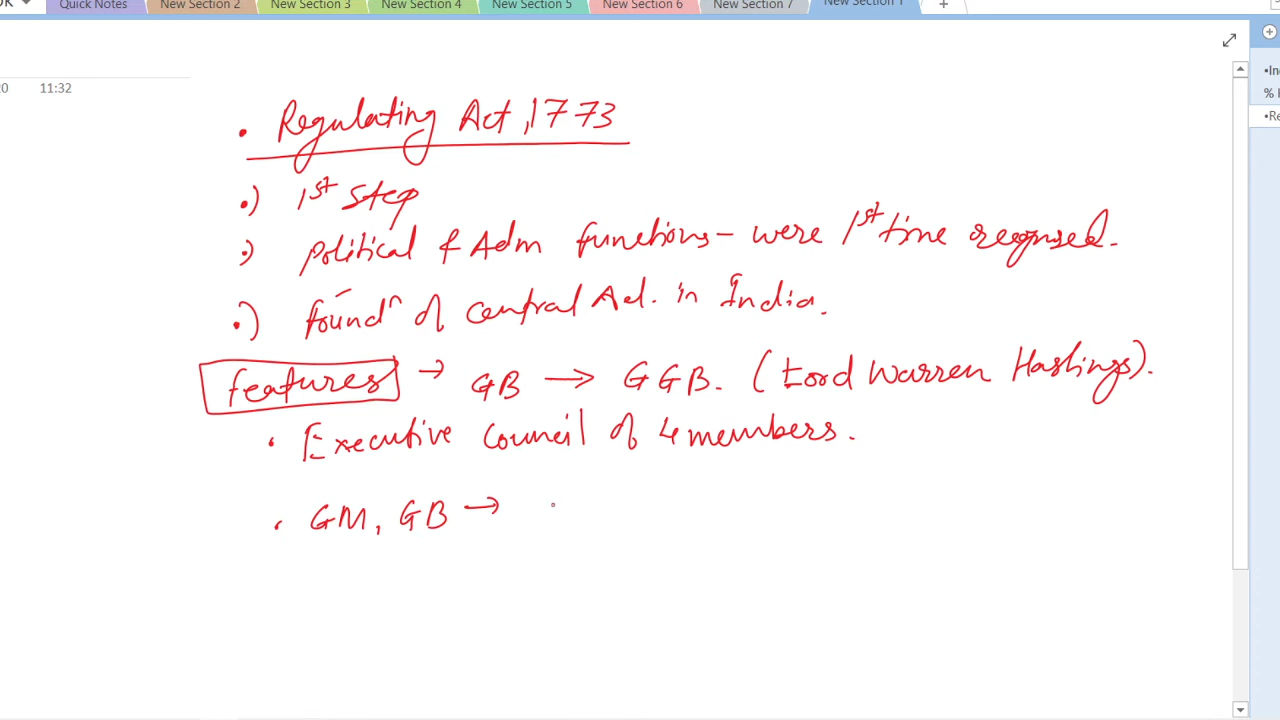 Quick Notes New Section 2 New Section 3 New Section 4 New Section 5 New Section 6 New Section 7 New Section 1 +
11:32
• Regulating Act, 1773
•) 1st step
•) Political & Adm functions - were 1st time recognised.
•) foundn of central Ad. in India.
features → GB → GGB. (Lord Warren Hastings).
• Executive council of 4 members.
• GM, GB →